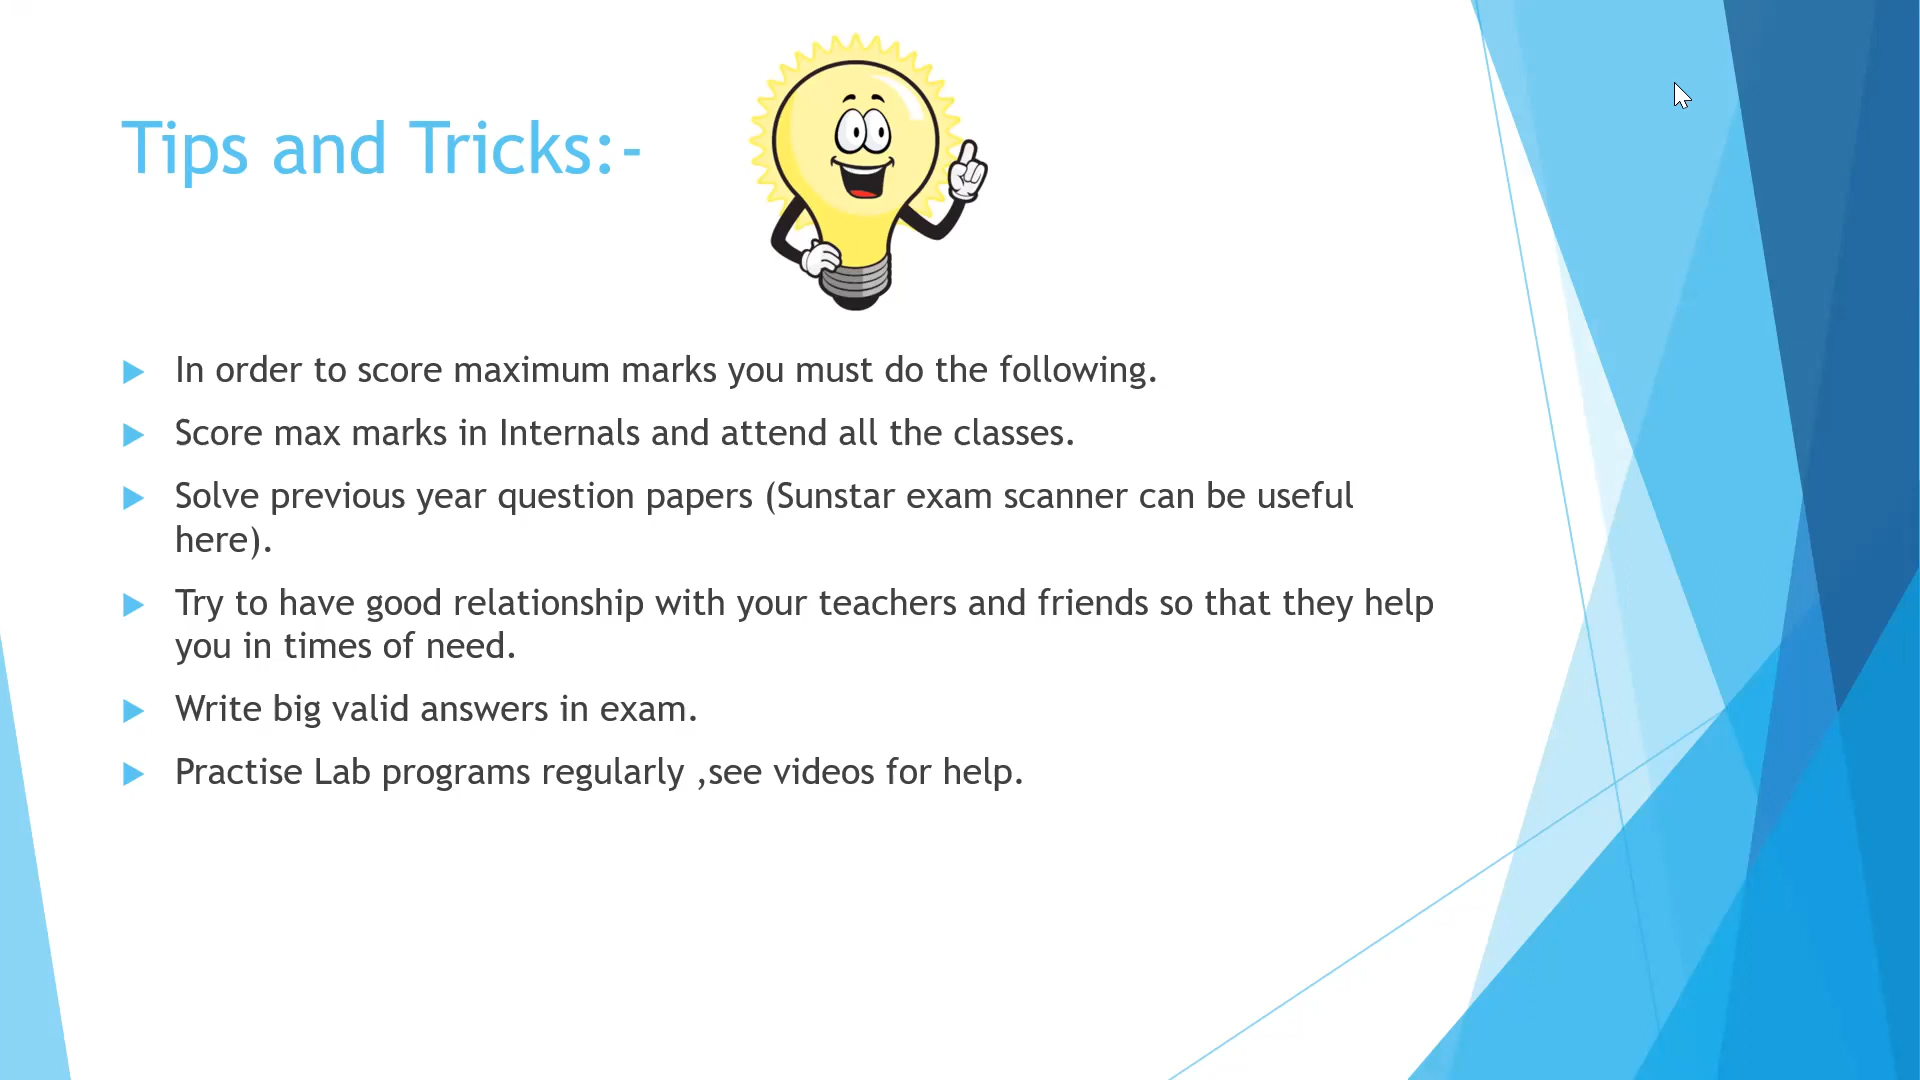 Tips and Tricks:-
In order to score maximum marks you must do the following.
Score max marks in Internals and attend all the classes.
Solve previous year question papers (Sunstar exam scanner can be useful
here).
Try to have good relationship with your teachers and friends so that they help
you in times of need.
Write big valid answers in exam.
Practise Lab programs regularly ,see videos for help.